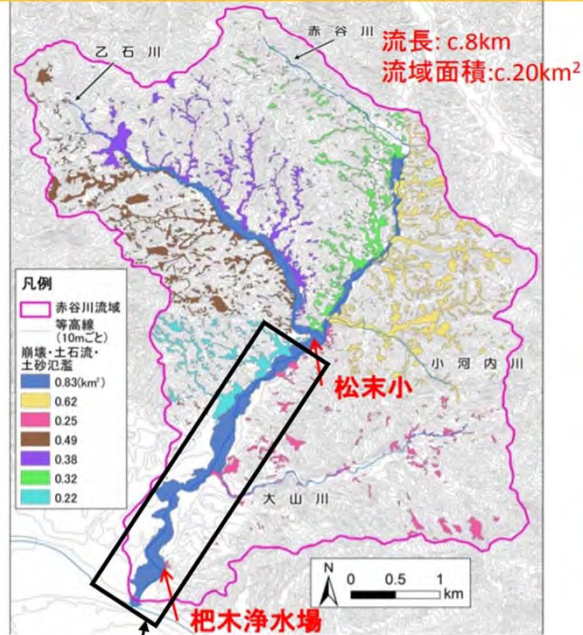 赤谷川
流長: c.8km
流域面積:c.20km²
乙石川
凡例
赤谷川流域
等高線
(10mごと)
崩壊・土石流・
土砂氾濫
0.83(km²)
0.62
0.25
0.49
0.38
0.32
0.22
小河内川
松末小
大山川
杷木浄水場
N
0 0.5 1
km